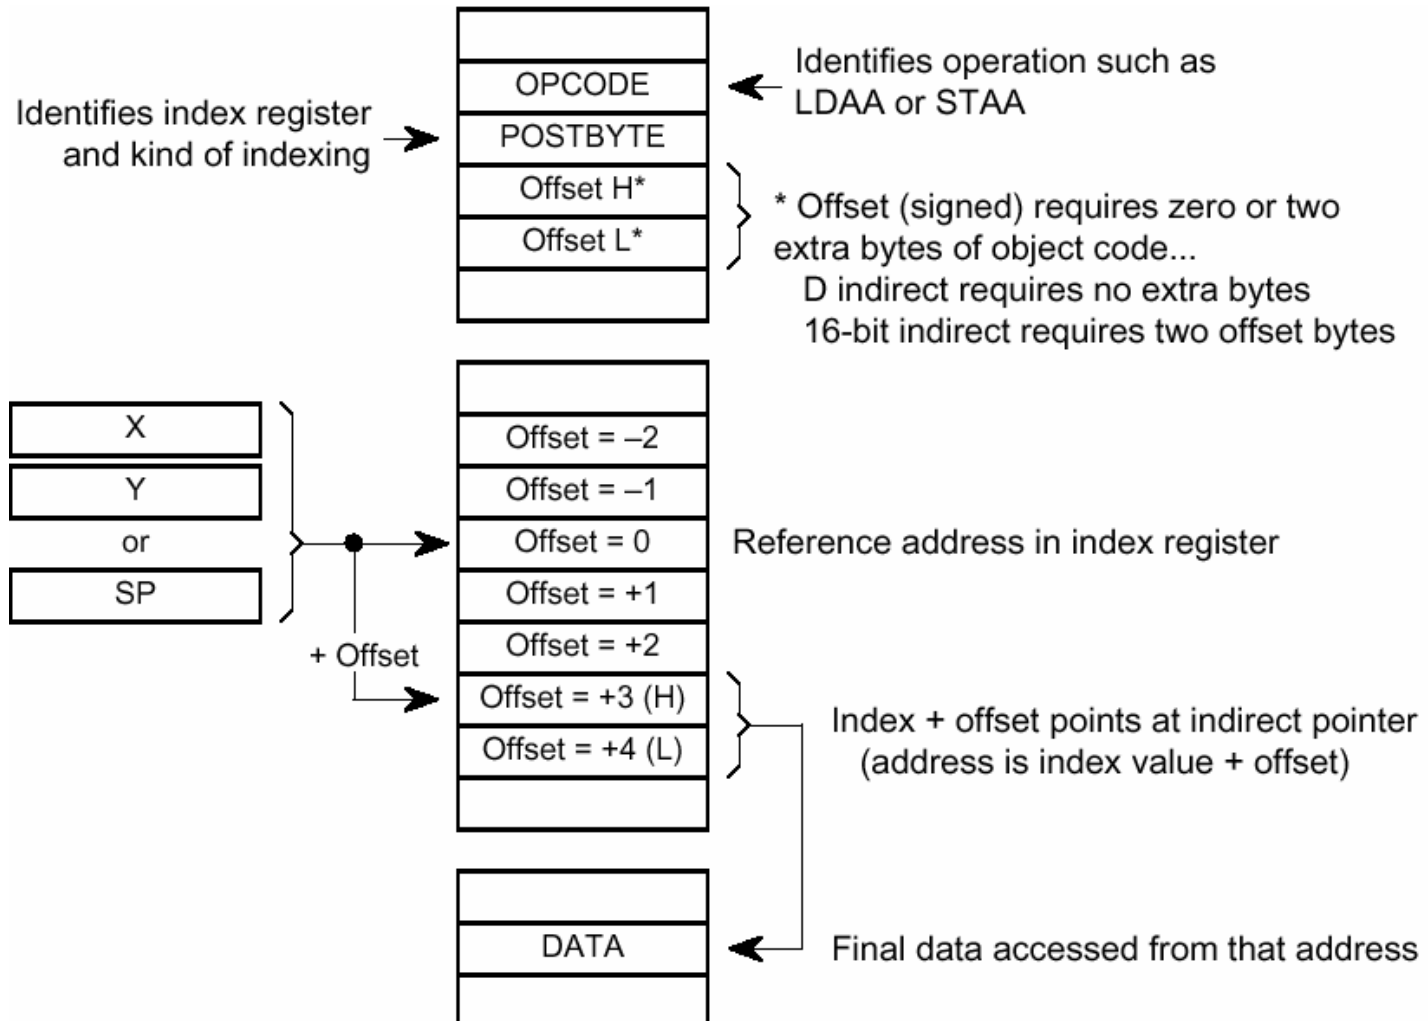 OPCODE
Identifies operation such as
LDAA or STAA
Identifies index register
and kind of indexing
POSTBYTE
Offset H*
Offset L*
* Offset (signed) requires zero or two
extra bytes of object code...
D indirect requires no extra bytes
16-bit indirect requires two offset bytes
X
Y
or
SP
+ Offset
Offset = –2
Offset = –1
Offset = 0
Reference address in index register
Offset = +1
Offset = +2
Offset = +3 (H)
Offset = +4 (L)
Index + offset points at indirect pointer
(address is index value + offset)
DATA
Final data accessed from that address